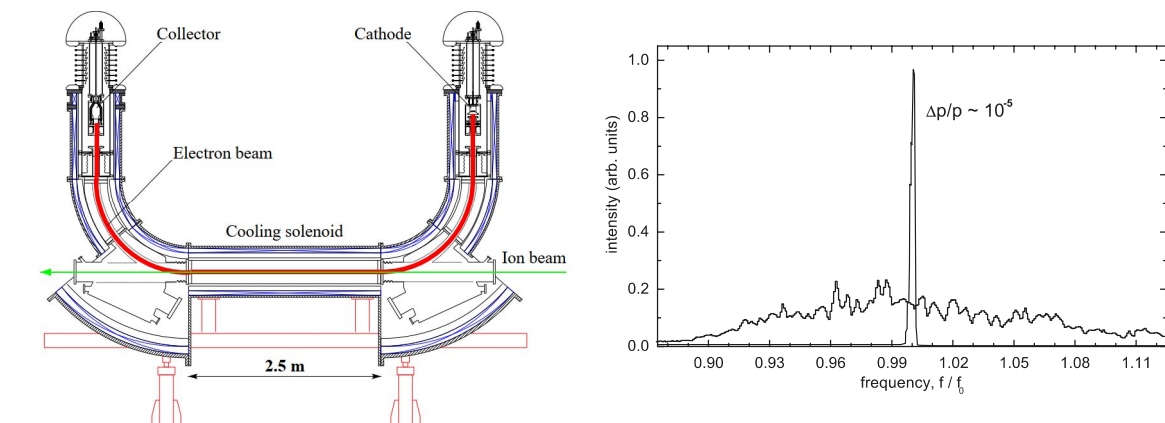 Collector
Cathode
Electron beam
Cooling solenoid
Ion beam
2.5 m
intensity (arb. units)
1.0
0.8
0.6
0.4
0.2
0.0
Δp/p ~ 10⁻⁵
0.90 0.93 0.96 0.99 1.02 1.05 1.08 1.11
frequency, f / f₀